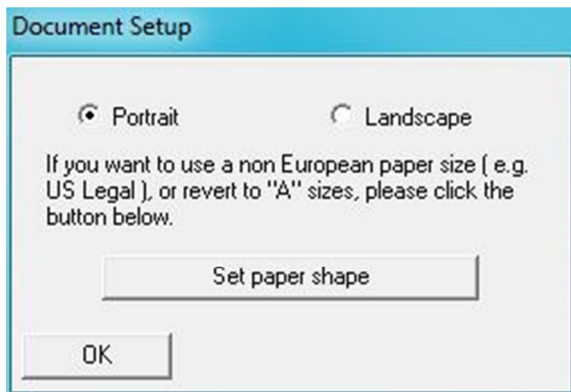 Document Setup
Portrait
Landscape
If you want to use a non European paper size ( e.g.
US Legal ), or revert to "A" sizes, please click the
button below.
Set paper shape
OK